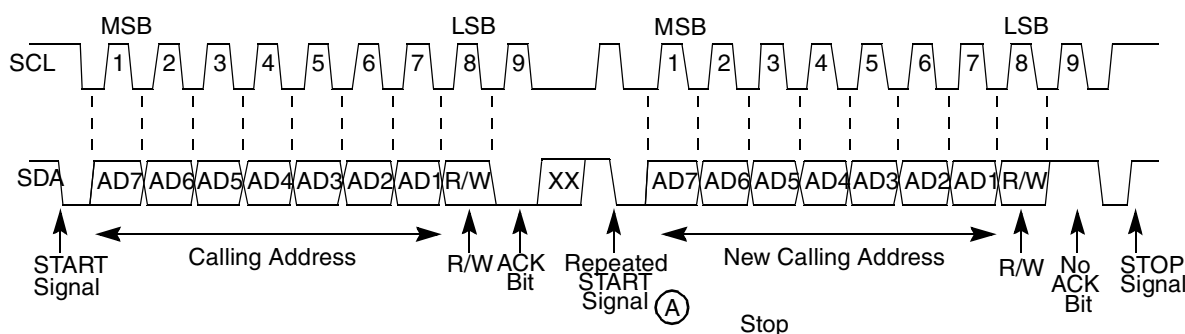 MSB LSB MSB LSB
SCL 1 2 3 4 5 6 7 8 9 1 2 3 4 5 6 7 8 9
SDA AD7 AD6 AD5 AD4 AD3 AD2 AD1 R/W XX AD7 AD6 AD5 AD4 AD3 AD2 AD1 R/W
START
Signal
Calling Address
R/W
ACK
Bit
Repeated
START
Signal
A
New Calling Address
R/W
No
ACK
Bit
STOP
Signal
Stop